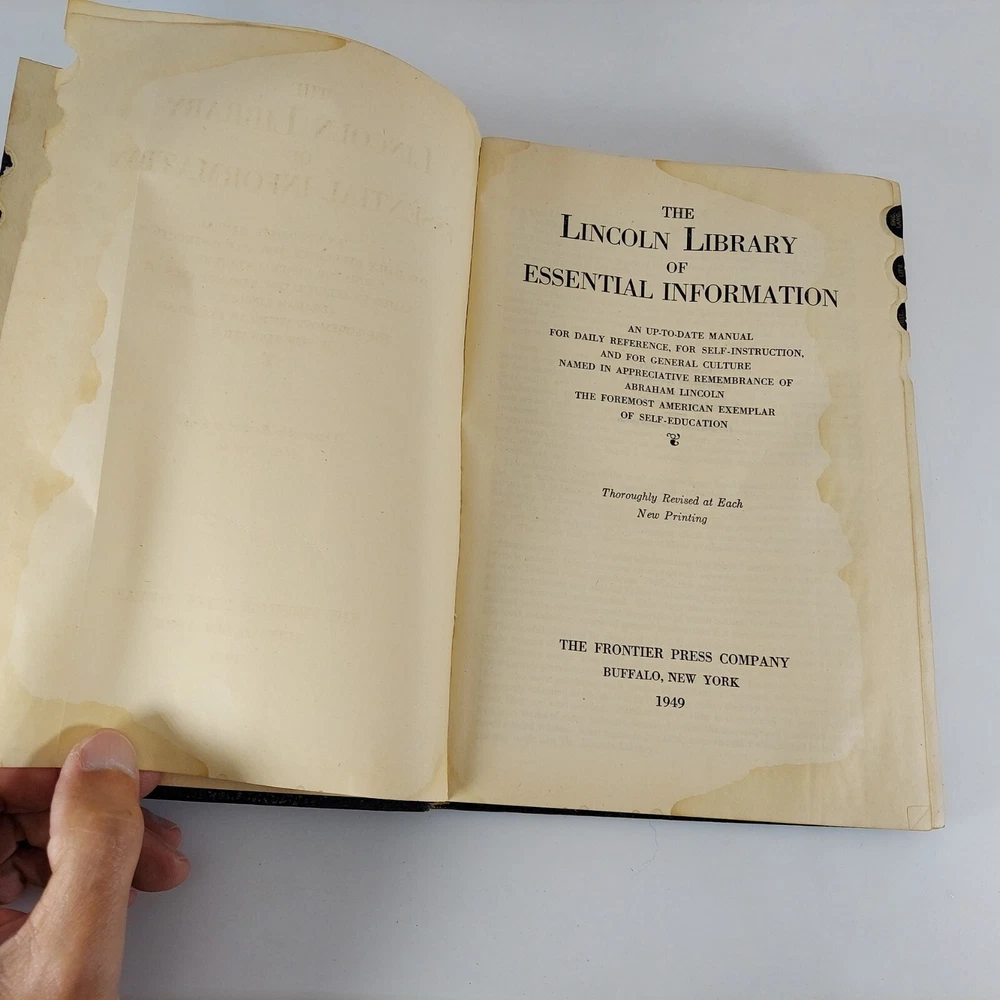 THE
LINCOLN LIBRARY
OF
ESSENTIAL INFORMATION
AN UP-TO-DATE MANUAL
FOR DAILY REFERENCE, FOR SELF-INSTRUCTION,
AND FOR GENERAL CULTURE
NAMED IN APPRECIATIVE REMEMBRANCE OF
ABRAHAM LINCOLN
THE FOREMOST AMERICAN EXEMPLAR
OF SELF-EDUCATION
Thoroughly Revised at Each
New Printing
THE FRONTIER PRESS COMPANY
BUFFALO, NEW YORK
1949